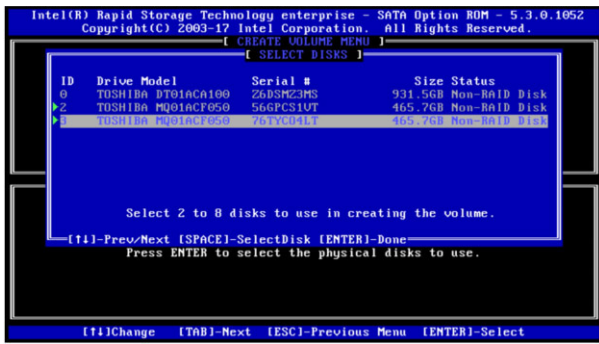 Intel(R) Rapid Storage Technology enterprise - SATA Option ROM - 5.3.0.1052
Copyright(C) 2003-17 Intel Corporation. All Rights Reserved.
[ CREATE VOLUME MENU ]
[ SELECT DISKS ]
ID Drive Model Serial # Size Status
0 TOSHIBA DT01ACA100 Z6DSMZ3MS 931.5GB Non-RAID Disk
2 TOSHIBA MQ01ACF050 56GPCS1VT 465.7GB Non-RAID Disk
3 TOSHIBA MQ01ACF050 76TYC04LT 465.7GB Non-RAID Disk
Select 2 to 8 disks to use in creating the volume.
[↑↓]-Prev/Next [SPACE]-SelectDisk [ENTER]-Done
Press ENTER to select the physical disks to use.
[↑↓]Change [TAB]-Next [ESC]-Previous Menu [ENTER]-Select